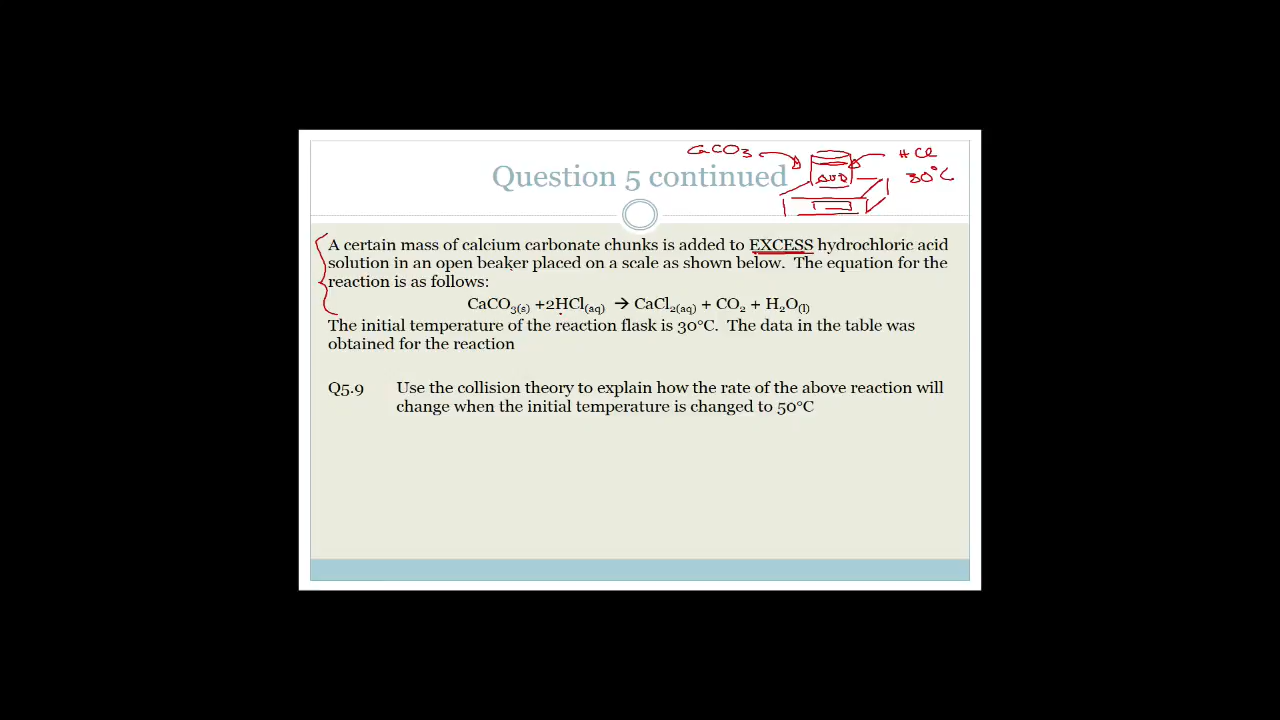 CaCO3
HCl
30°C
Question 5 continued
A certain mass of calcium carbonate chunks is added to EXCESS hydrochloric acid
solution in an open beaker placed on a scale as shown below. The equation for the
reaction is as follows:
CaCO3(s) +2HCl(aq) → CaCl2(aq) + CO2 + H2O(l)
The initial temperature of the reaction flask is 30°C. The data in the table was
obtained for the reaction
Q5.9 Use the collision theory to explain how the rate of the above reaction will
change when the initial temperature is changed to 50°C